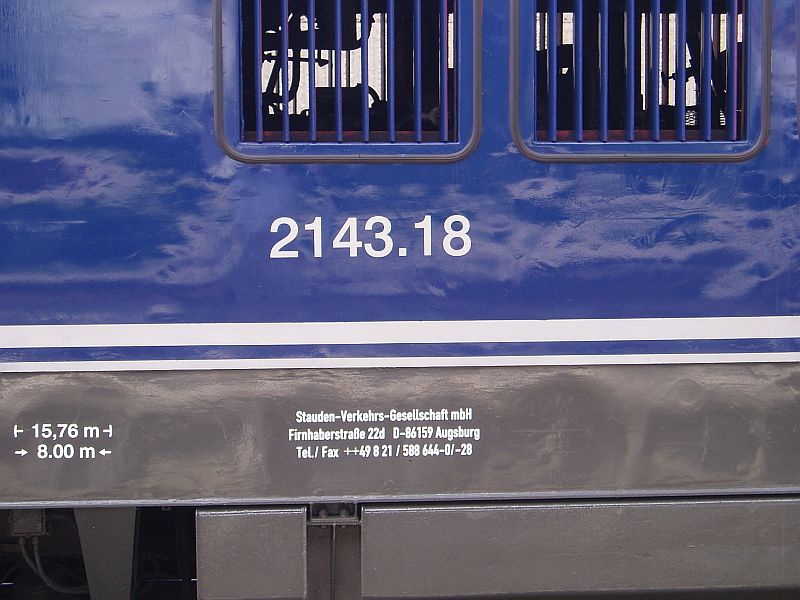 2143.18
⊢ 15,76 m ⊣
→ 8.00 m ←
Stauden-Verkehrs-Gesellschaft mbH
Firnhaberstraße 22d D-86159 Augsburg
Tel./ Fax ++49 8 21 / 588 644-0/-28